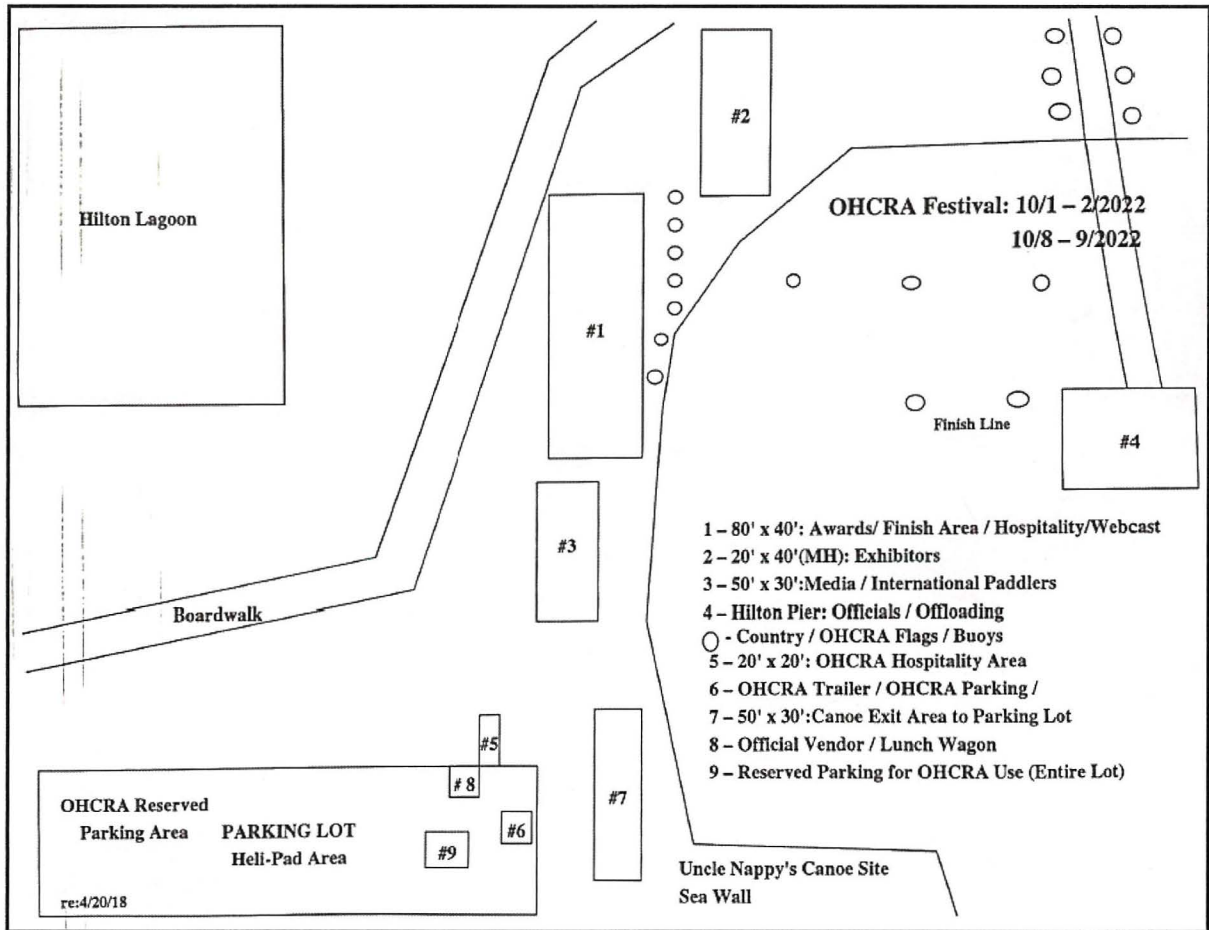 #2
Hilton Lagoon
OHCRA Festival: 10/1 – 2/2022
10/8 – 9/2022
#1
Finish Line
#4
#3
Boardwalk
1 – 80' x 40': Awards/ Finish Area / Hospitality/Webcast
2 – 20' x 40'(MH): Exhibitors
3 – 50' x 30':Media / International Paddlers
4 – Hilton Pier: Officials / Offloading
- Country / OHCRA Flags / Buoys
5 – 20' x 20': OHCRA Hospitality Area
6 – OHCRA Trailer / OHCRA Parking /
7 – 50' x 30':Canoe Exit Area to Parking Lot
8 – Official Vendor / Lunch Wagon
9 – Reserved Parking for OHCRA Use (Entire Lot)
#5
# 8
#7
#6
#9
OHCRA Reserved
Parking Area
PARKING LOT
Heli-Pad Area
re:4/20/18
Uncle Nappy's Canoe Site
Sea Wall